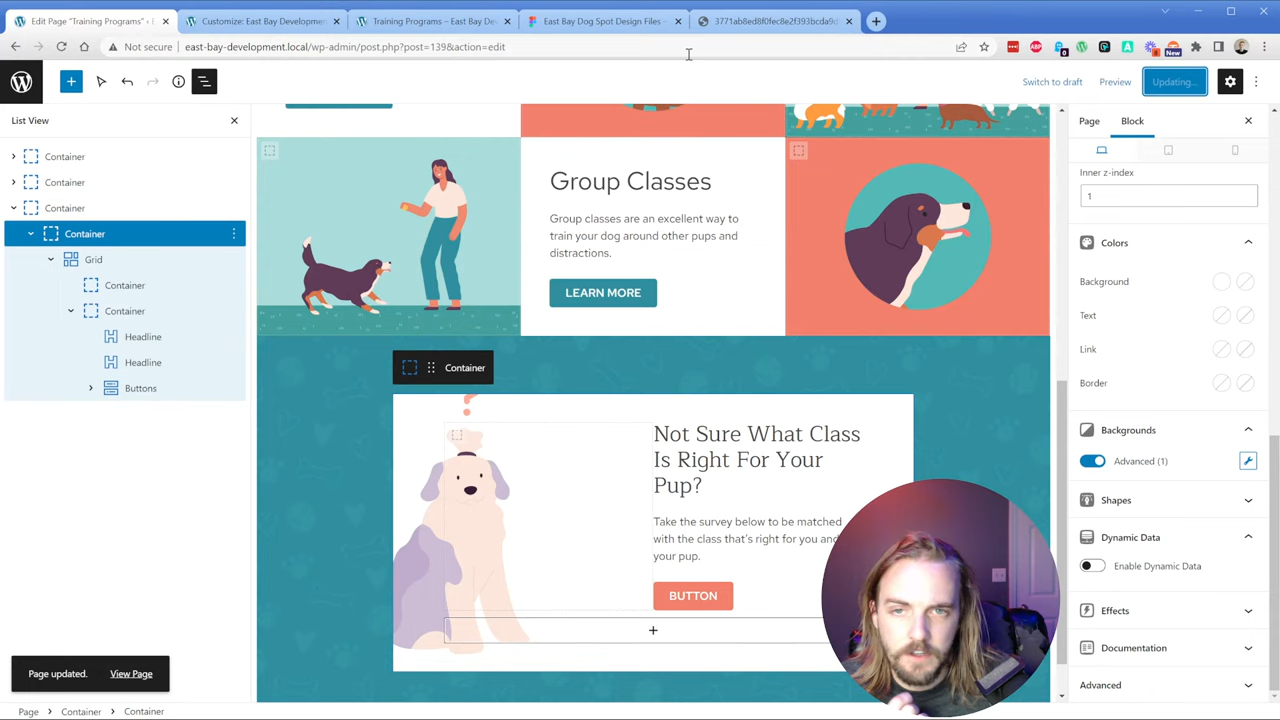 Edit Page "Training Programs" ‹ E
Customize: East Bay Developmen
Training Programs – East Bay De
East Bay Dog Spot Design Files –
3771ab8ed8f0fec8e2f393bcda9d
Not secure
east-bay-development.local/wp-admin/post.php?post=139&action=edit
New
Switch to draft
Preview
Updating...
List View
Page
Block
Container
Container
Container
Container
Grid
Container
Container
Headline
Headline
Buttons
Group Classes
Group classes are an excellent way to
train your dog around other pups and
distractions.
LEARN MORE
Container
Not Sure What Class
Is Right For Your
Pup?
Take the survey below to be matched
with the class that's right for you and
your pup.
BUTTON
Inner z-index
1
Colors
Background
Text
Link
Border
Backgrounds
Advanced (1)
Shapes
Dynamic Data
Enable Dynamic Data
Effects
Documentation
Advanced
Page updated.
View Page
Page
Container
Container